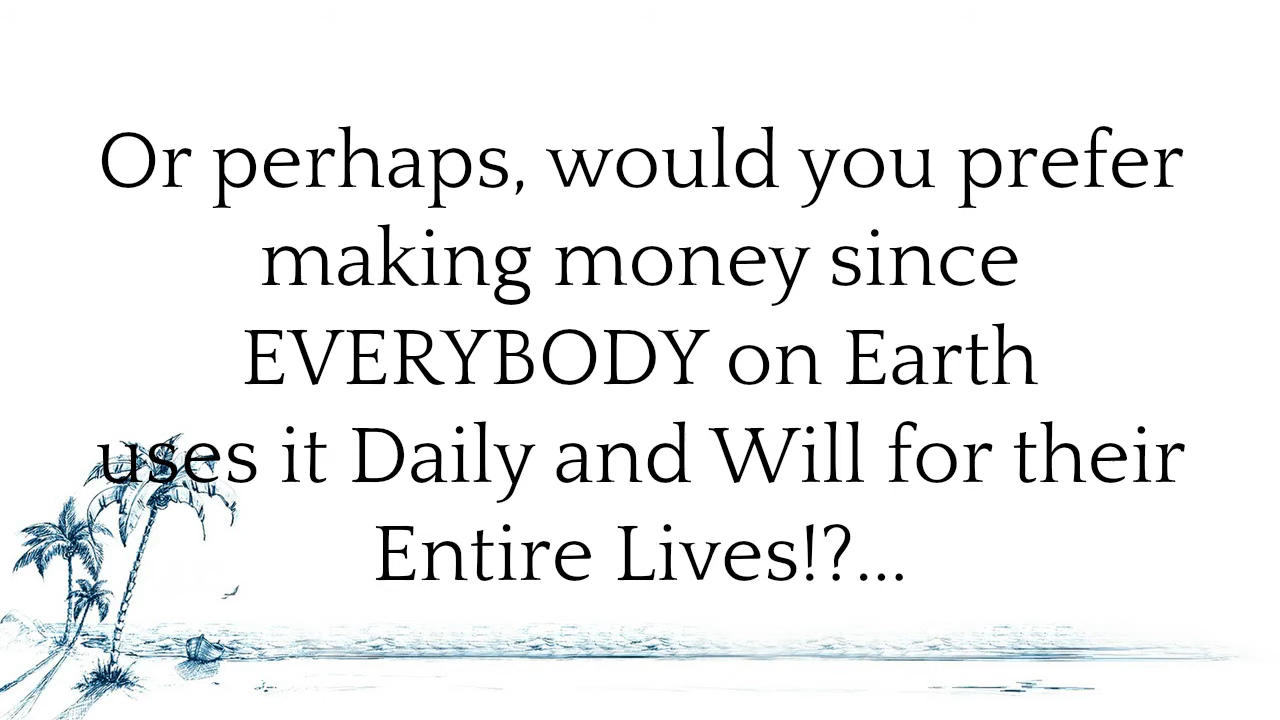 Or perhaps, would you prefer
making money since
EVERYBODY on Earth
uses it Daily and Will for their
Entire Lives!?...